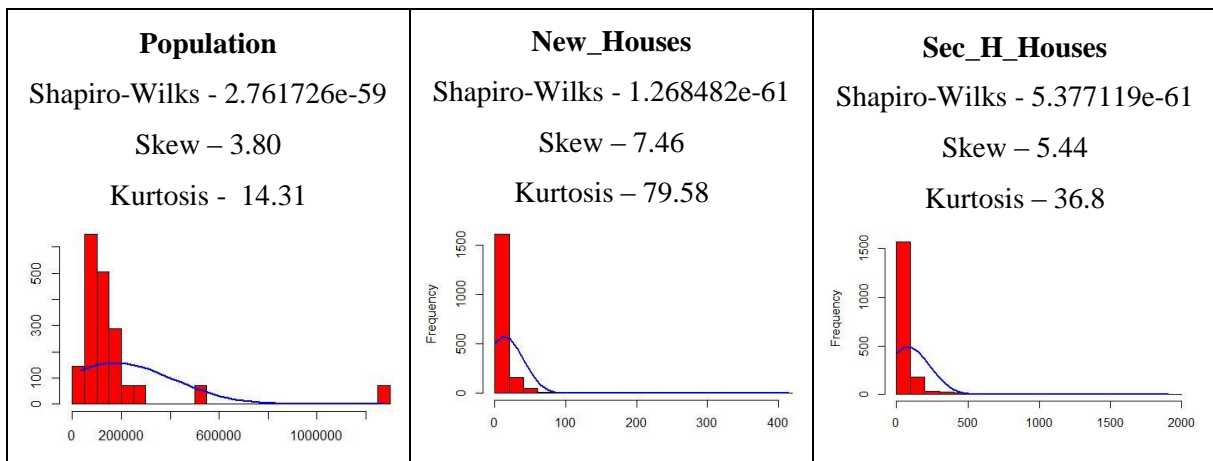 Population
Shapiro-Wilks - 2.761726e-59
Skew – 3.80
Kurtosis - 14.31
500
300
100
0
0 200000 600000 1000000
New_Houses
Shapiro-Wilks - 1.268482e-61
Skew – 7.46
Kurtosis – 79.58
Frequency
1500
1000
500
0
0 100 200 300 400
Sec_H_Houses
Shapiro-Wilks - 5.377119e-61
Skew – 5.44
Kurtosis – 36.8
Frequency
1500
1000
500
0
0 500 1000 1500 2000